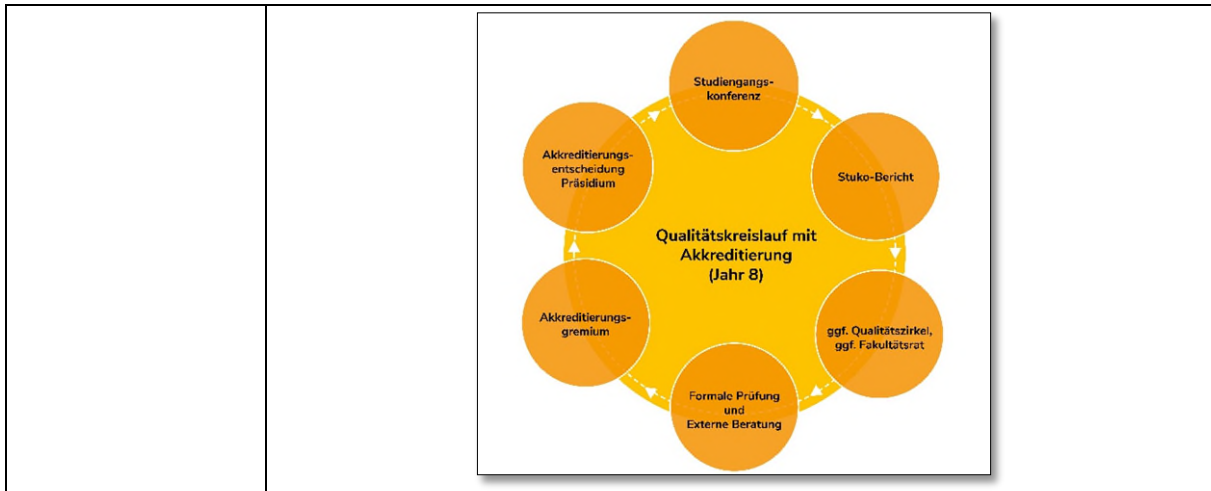 Studiengangs-
konferenz
Stuko-Bericht
ggf. Qualitätszirkel,
ggf. Fakultätsrat
Formale Prüfung
und
Externe Beratung
Akkreditierungs-
gremium
Akkreditierungs-
entscheidung
Präsidium
Qualitätskreislauf mit
Akkreditierung
(Jahr 8)